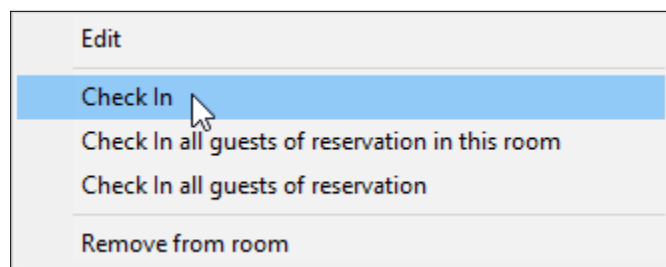 Edit
Check In
Check In all guests of reservation in this room
Check In all guests of reservation
Remove from room